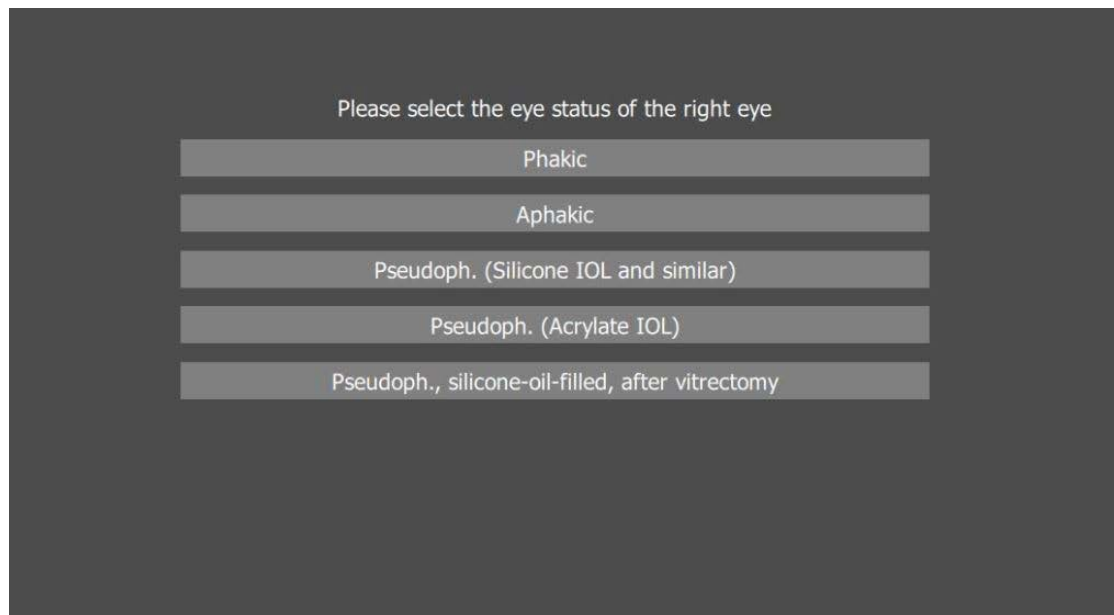 Please select the eye status of the right eye
Phakic
Aphakic
Pseudoph. (Silicone IOL and similar)
Pseudoph. (Acrylate IOL)
Pseudoph., silicone-oil-filled, after vitrectomy